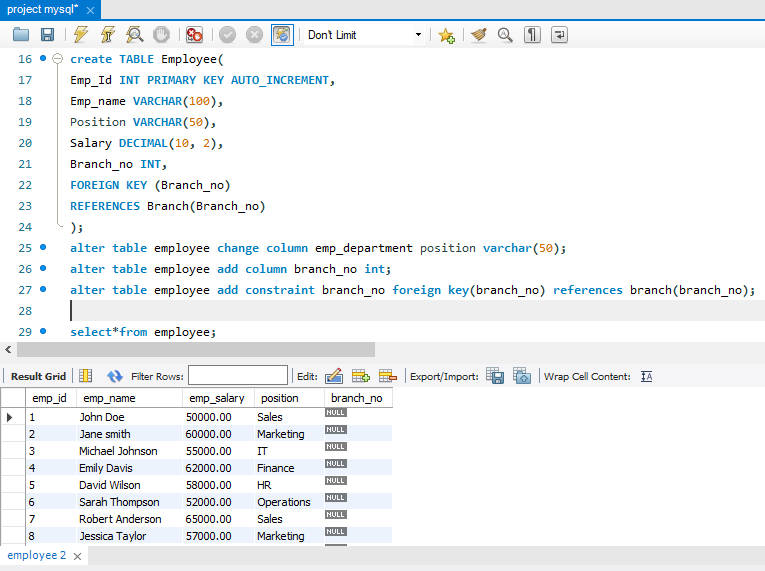 project mysql*
Don't Limit
16 create TABLE Employee(
17 Emp_Id INT PRIMARY KEY AUTO_INCREMENT,
18 Emp_name VARCHAR(100),
19 Position VARCHAR(50),
20 Salary DECIMAL(10, 2),
21 Branch_no INT,
22 FOREIGN KEY (Branch_no)
23 REFERENCES Branch(Branch_no)
24 );
25 alter table employee change column emp_department position varchar(50);
26 alter table employee add column branch_no int;
27 alter table employee add constraint branch_no foreign key(branch_no) references branch(branch_no);
28
29 select*from employee;
Result Grid Filter Rows: Edit: Export/Import: Wrap Cell Content:
emp_id emp_name emp_salary position branch_no
1 John Doe 50000.00 Sales NULL
2 Jane smith 60000.00 Marketing NULL
3 Michael Johnson 55000.00 IT NULL
4 Emily Davis 62000.00 Finance NULL
5 David Wilson 58000.00 HR NULL
6 Sarah Thompson 52000.00 Operations NULL
7 Robert Anderson 65000.00 Sales NULL
8 Jessica Taylor 57000.00 Marketing NULL
employee 2